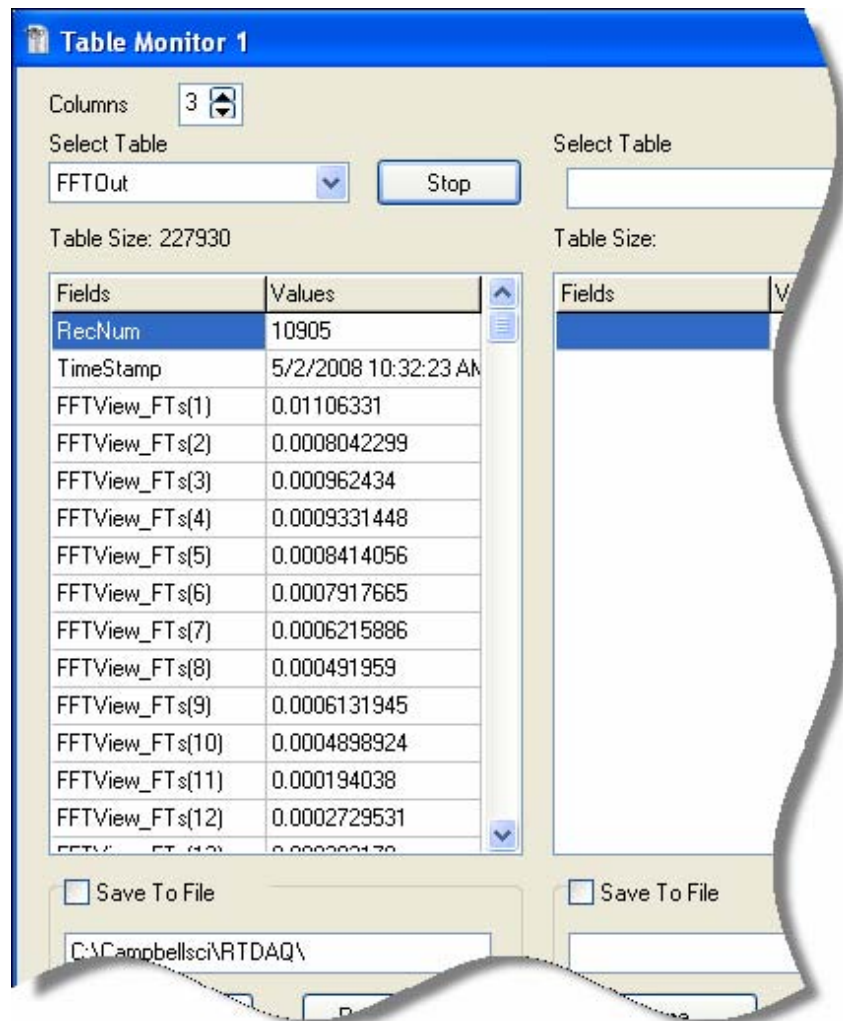 Table Monitor 1
Columns 3
Select Table
FFTOut Stop
Table Size: 227930
Fields Values
RecNum 10905
TimeStamp 5/2/2008 10:32:23 AM
FFTView_FTs(1) 0.01106331
FFTView_FTs(2) 0.0008042299
FFTView_FTs(3) 0.000962434
FFTView_FTs(4) 0.0009331448
FFTView_FTs(5) 0.0008414056
FFTView_FTs(6) 0.0007917665
FFTView_FTs(7) 0.0006215886
FFTView_FTs(8) 0.000491959
FFTView_FTs(9) 0.0006131945
FFTView_FTs(10) 0.0004898924
FFTView_FTs(11) 0.000194038
FFTView_FTs(12) 0.0002729531
Save To File
C:\Campbellsci\RTDAQ\
Select Table
Table Size:
Fields V
Save To File